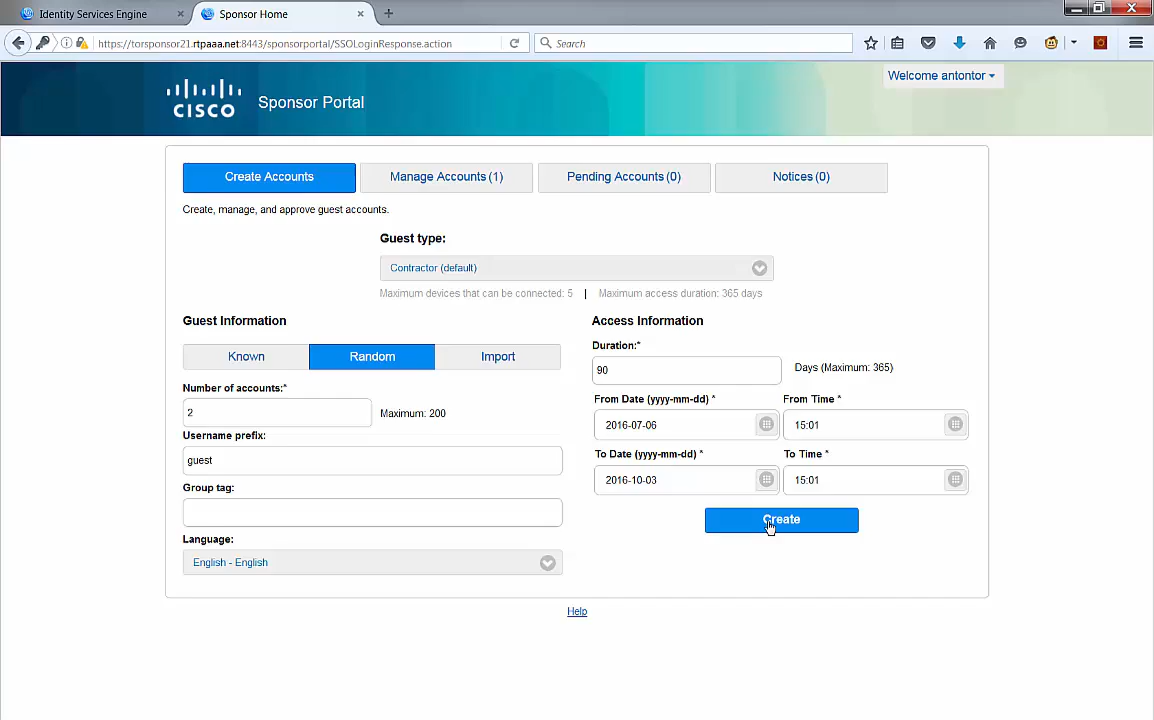 Identity Services Engine
Sponsor Home
https://torsponsor21.rtpaaa.net:8443/sponsorportal/SSOLoginResponse.action
Search
Welcome antontor
CISCO
Sponsor Portal
Create Accounts
Manage Accounts (1)
Pending Accounts (0)
Notices (0)
Create, manage, and approve guest accounts.
Guest type:
Contractor (default)
Maximum devices that can be connected: 5 | Maximum access duration: 365 days
Guest Information
Known
Random
Import
Number of accounts:*
2
Maximum: 200
Username prefix:
guest
Group tag:
Language:
English - English
Access Information
Duration:*
90
Days (Maximum: 365)
From Date (yyyy-mm-dd) *
From Time *
2016-07-06
15:01
To Date (yyyy-mm-dd) *
To Time *
2016-10-03
15:01
Create
Help